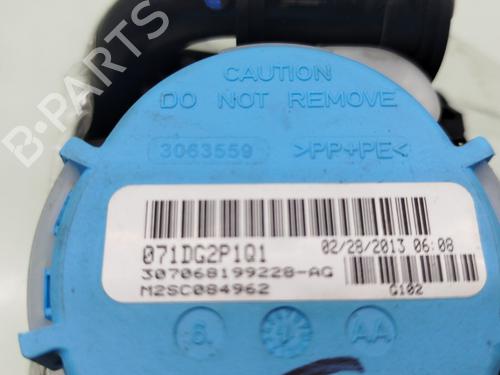 CAUTION
DO NOT REMOVE
3063559 >PP+PE<
071DG2P1Q1 02/28/2013 06:08
307068199228-AG
M2SC084962 G102
6 AA
B-PARTS